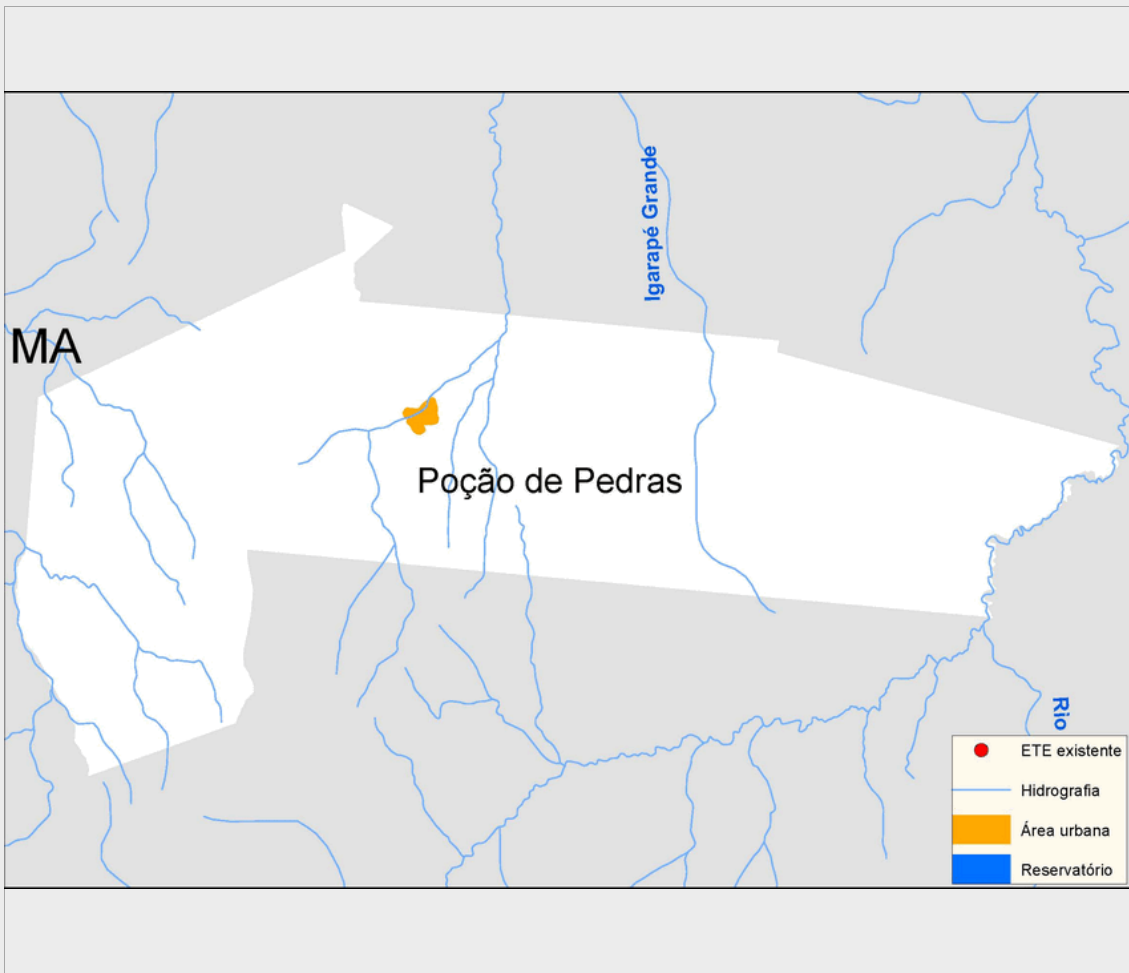 Igarapé Grande
MA
Poção de Pedras
Rio
ETE existente
Hidrografia
Área urbana
Reservatório